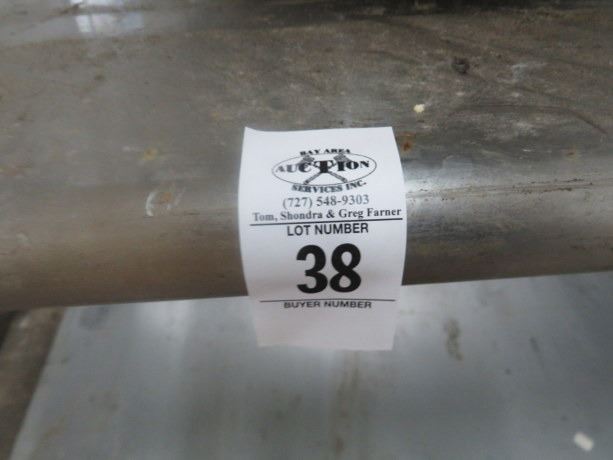 BAY AREA
AUCTION
SERVICES INC.
(727) 548-9303
Tom, Shondra & Greg Farner
LOT NUMBER
38
BUYER NUMBER